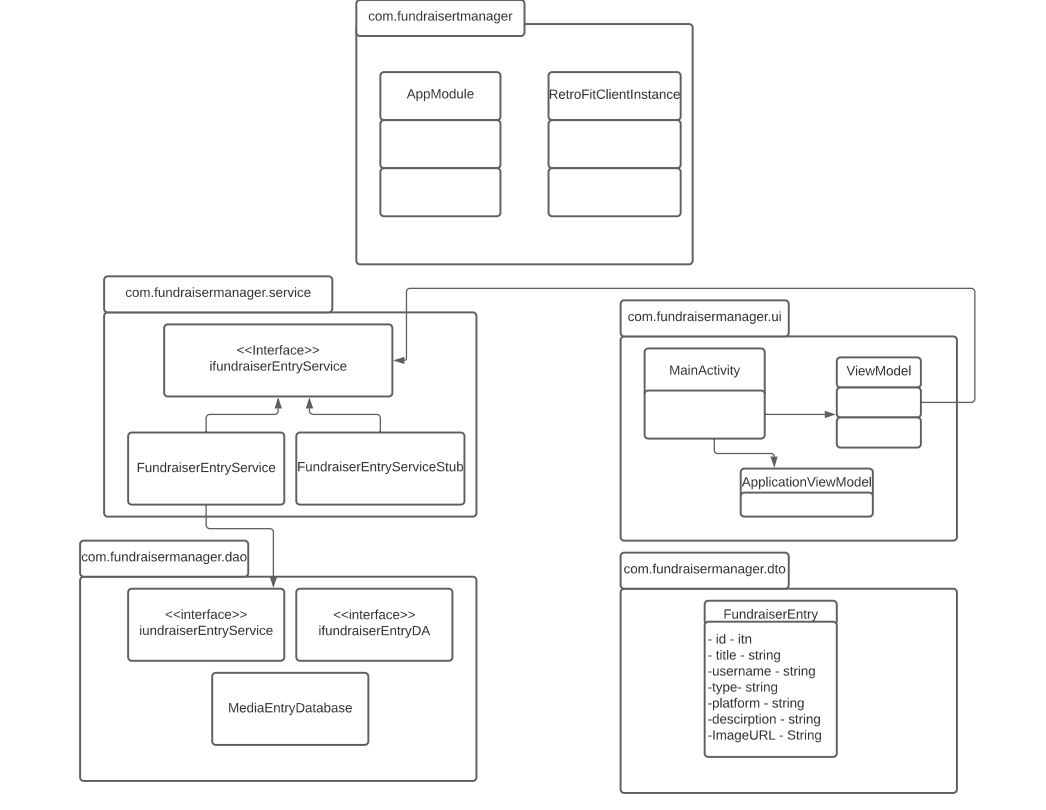 com.fundraisertmanager
AppModule
RetroFitClientInstance
com.fundraisermanager.service
<<Interface>>
ifundraiserEntryService
FundraiserEntryService
FundraiserEntryServiceStub
com.fundraisermanager.ui
MainActivity
ViewModel
ApplicationViewModel
com.fundraisermanager.dao
<<interface>>
iundraiserEntryService
<<interface>>
ifundraiserEntryDA
MediaEntryDatabase
com.fundraisermanager.dto
FundraiserEntry
- id - itn
- title - string
-username - string
-type- string
-platform - string
-descirption - string
-ImageURL - String